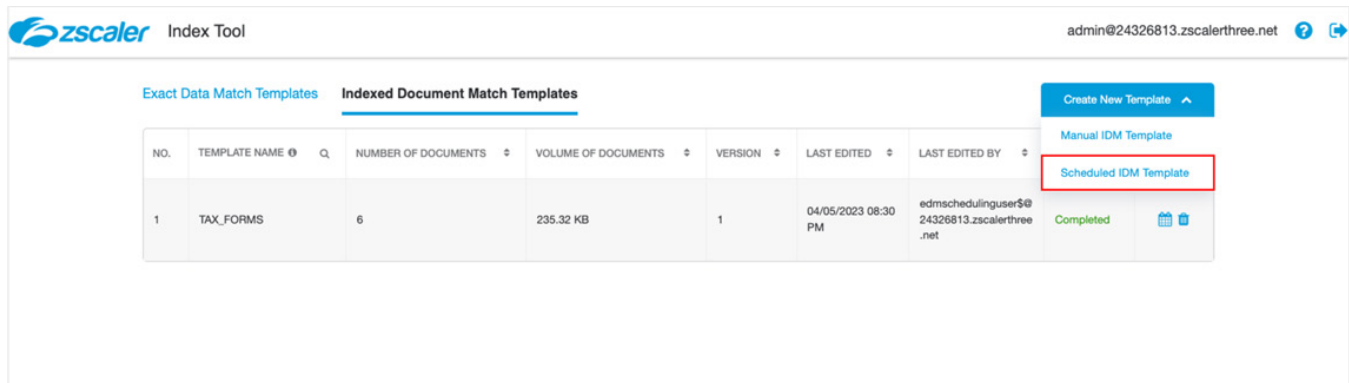 zscaler Index Tool admin@24326813.zscalerthree.net
Exact Data Match Templates Indexed Document Match Templates Create New Template
Manual IDM Template
Scheduled IDM Template
NO. TEMPLATE NAME NUMBER OF DOCUMENTS VOLUME OF DOCUMENTS VERSION LAST EDITED LAST EDITED BY
1 TAX_FORMS 6 235.32 KB 1 04/05/2023 08:30
PM
edmschedulinguser$@
24326813.zscalerthree
.net
Completed